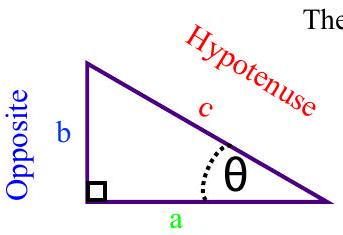 The
Hypotenuse
Opposite
b
c
θ
a